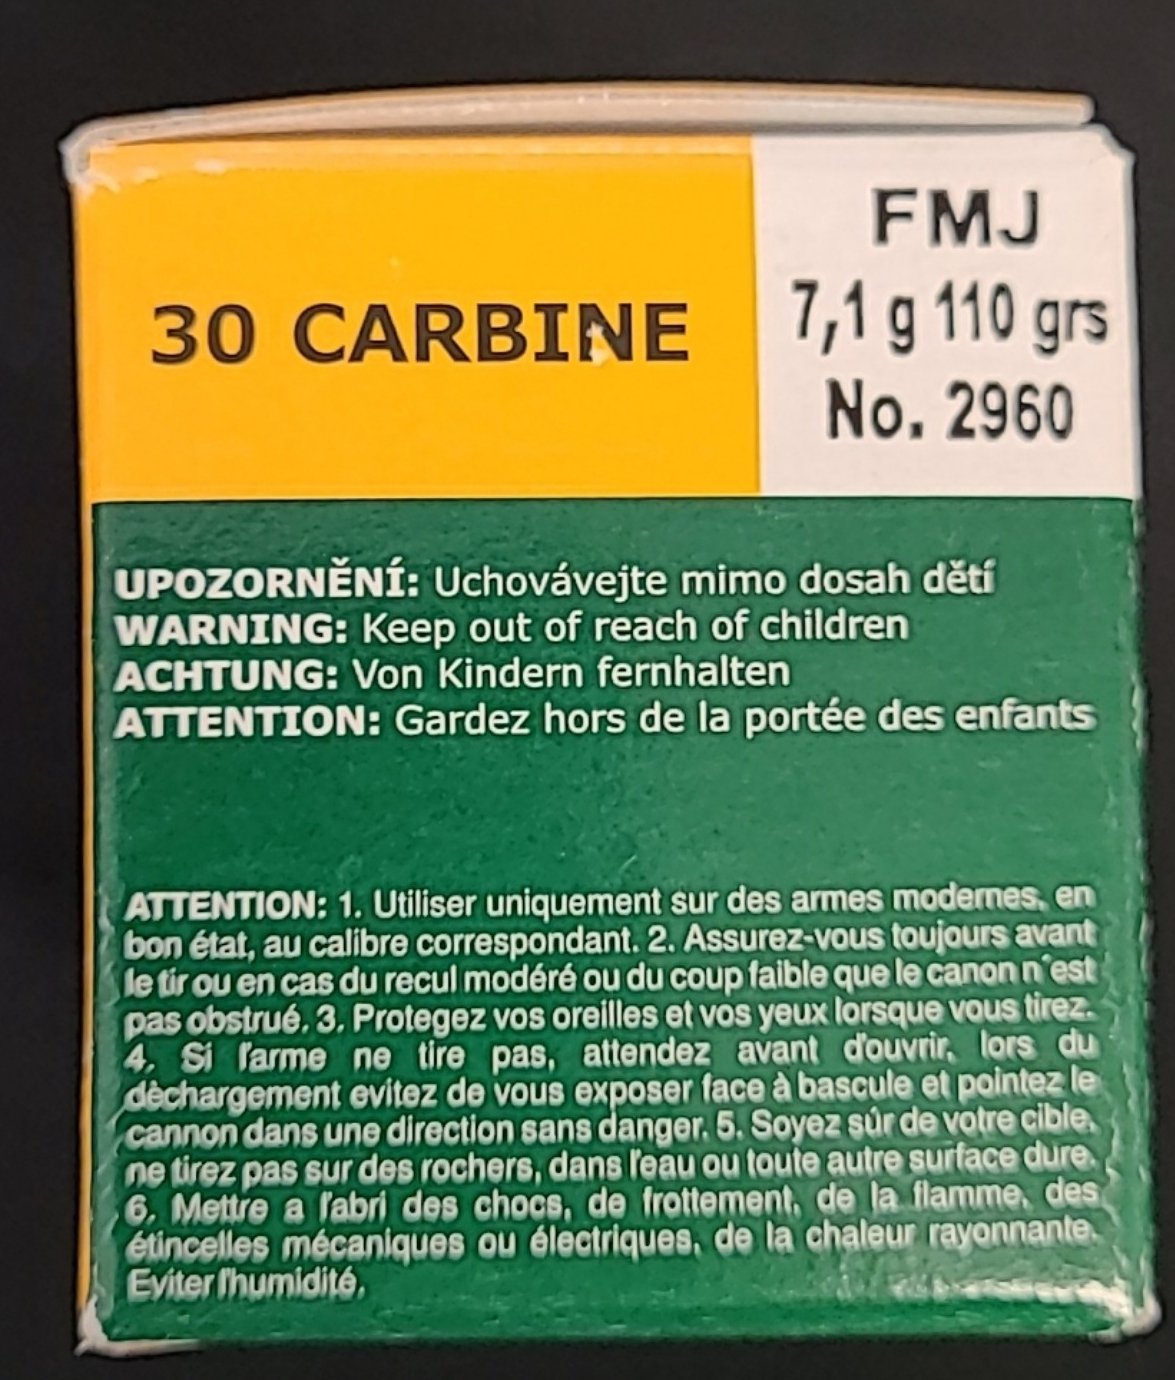 30 CARBINE
FMJ
7,1 g 110 grs
No. 2960
UPOZORNĚNÍ: Uchovávejte mimo dosah dětí
WARNING: Keep out of reach of children
ACHTUNG: Von Kindern fernhalten
ATTENTION: Gardez hors de la portée des enfants
ATTENTION: 1. Utiliser uniquement sur des armes modernes, en
bon état, au calibre correspondant. 2. Assurez-vous toujours avant
le tir ou en cas du recul modéré ou du coup faible que le canon n´est
pas obstrué. 3. Protegez vos oreilles et vos yeux lorsque vous tirez.
4. Si l'arme ne tire pas, attendez avant d'ouvrir, lors du
dèchargement evitez de vous exposer face à bascule et pointez le
cannon dans une direction sans danger. 5. Soyez súr de votre cible,
ne tirez pas sur des rochers, dans l'eau ou toute autre surface dure.
6. Mettre a l'abri des chocs, de frottement, de la flamme, des
étincelles mécaniques ou électriques, de la chaleur rayonnante.
Eviter l'humidité.